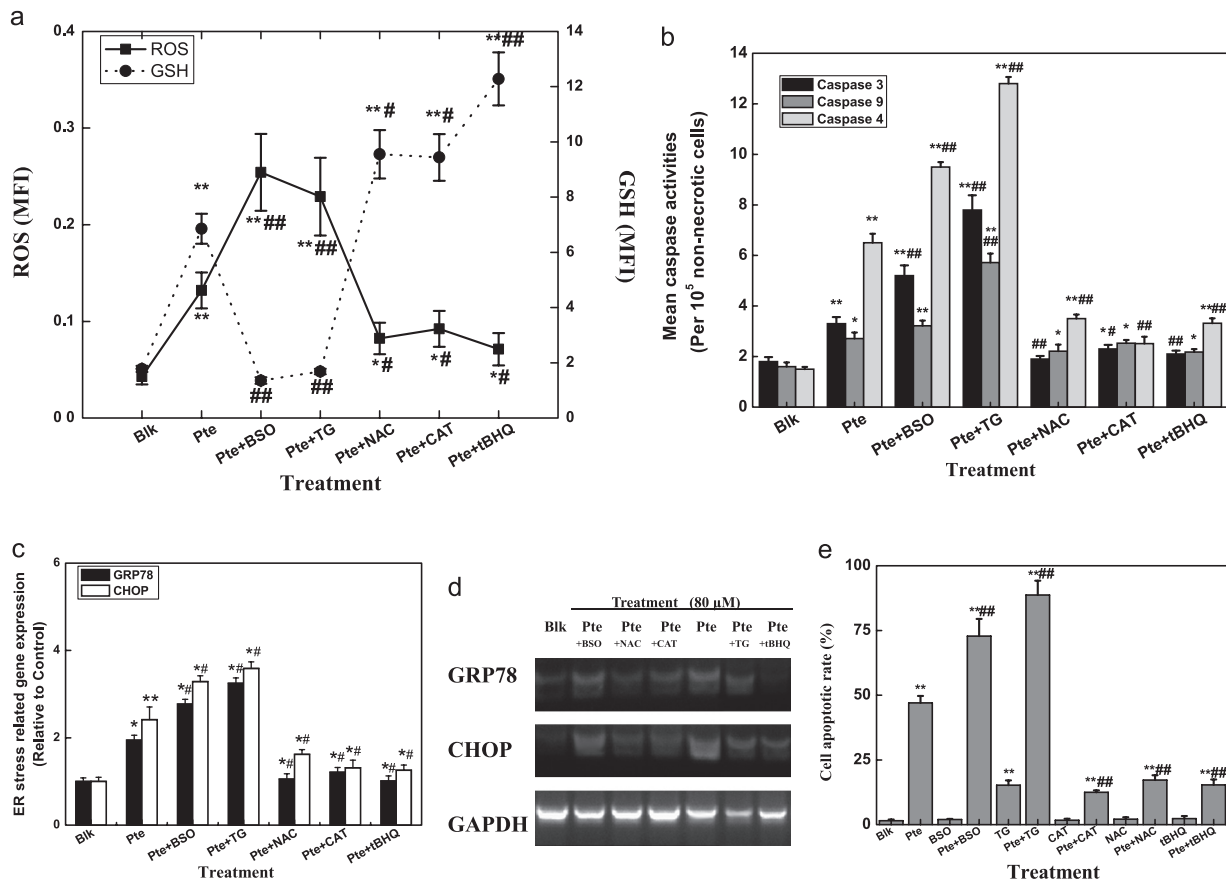 a
0.4
0.3
0.2
0.1
0.0
ROS (MFI)
ROS
GSH
14
12
10
8
6
4
2
0
GSH (MFI)
**
**
**##
##
**##
##
**#
*#
**#
*#
**##
*#
Blk
Pte
Pte+BSO
Pte+TG
Pte+NAC
Pte+CAT
Pte+tBHQ
Treatment
b
14
12
10
8
6
4
2
0
Mean caspase activities
(Per 10⁵ non-necrotic cells)
Caspase 3
Caspase 9
Caspase 4
**
*
**
**##
**
**##
**##
**
##
**##
##
*
**##
*#
*
##
##
*
**##
Blk
Pte
Pte+BSO
Pte+TG
Pte+NAC
Pte+CAT
Pte+tBHQ
Treatment
c
6
4
2
0
ER stress related gene expression
(Relative to Control)
GRP78
CHOP
*
**
*#
*#
*#
*#
*#
*#
*#
*#
*#
*#
Blk
Pte
Pte+BSO
Pte+TG
Pte+NAC
Pte+CAT
Pte+tBHQ
Treatment
d
Treatment (80 µM)
Blk Pte Pte Pte Pte Pte Pte
+BSO +NAC +CAT +TG +tBHQ
GRP78
CHOP
GAPDH
e
100
75
50
25
0
Cell apoptotic rate (%)
**
**##
**
**##
**##
**##
**##
Blk
Pte
BSO
Pte+BSO
TG
Pte+TG
CAT
Pte+CAT
NAC
Pte+NAC
tBHQ
Pte+tBHQ
Treatment